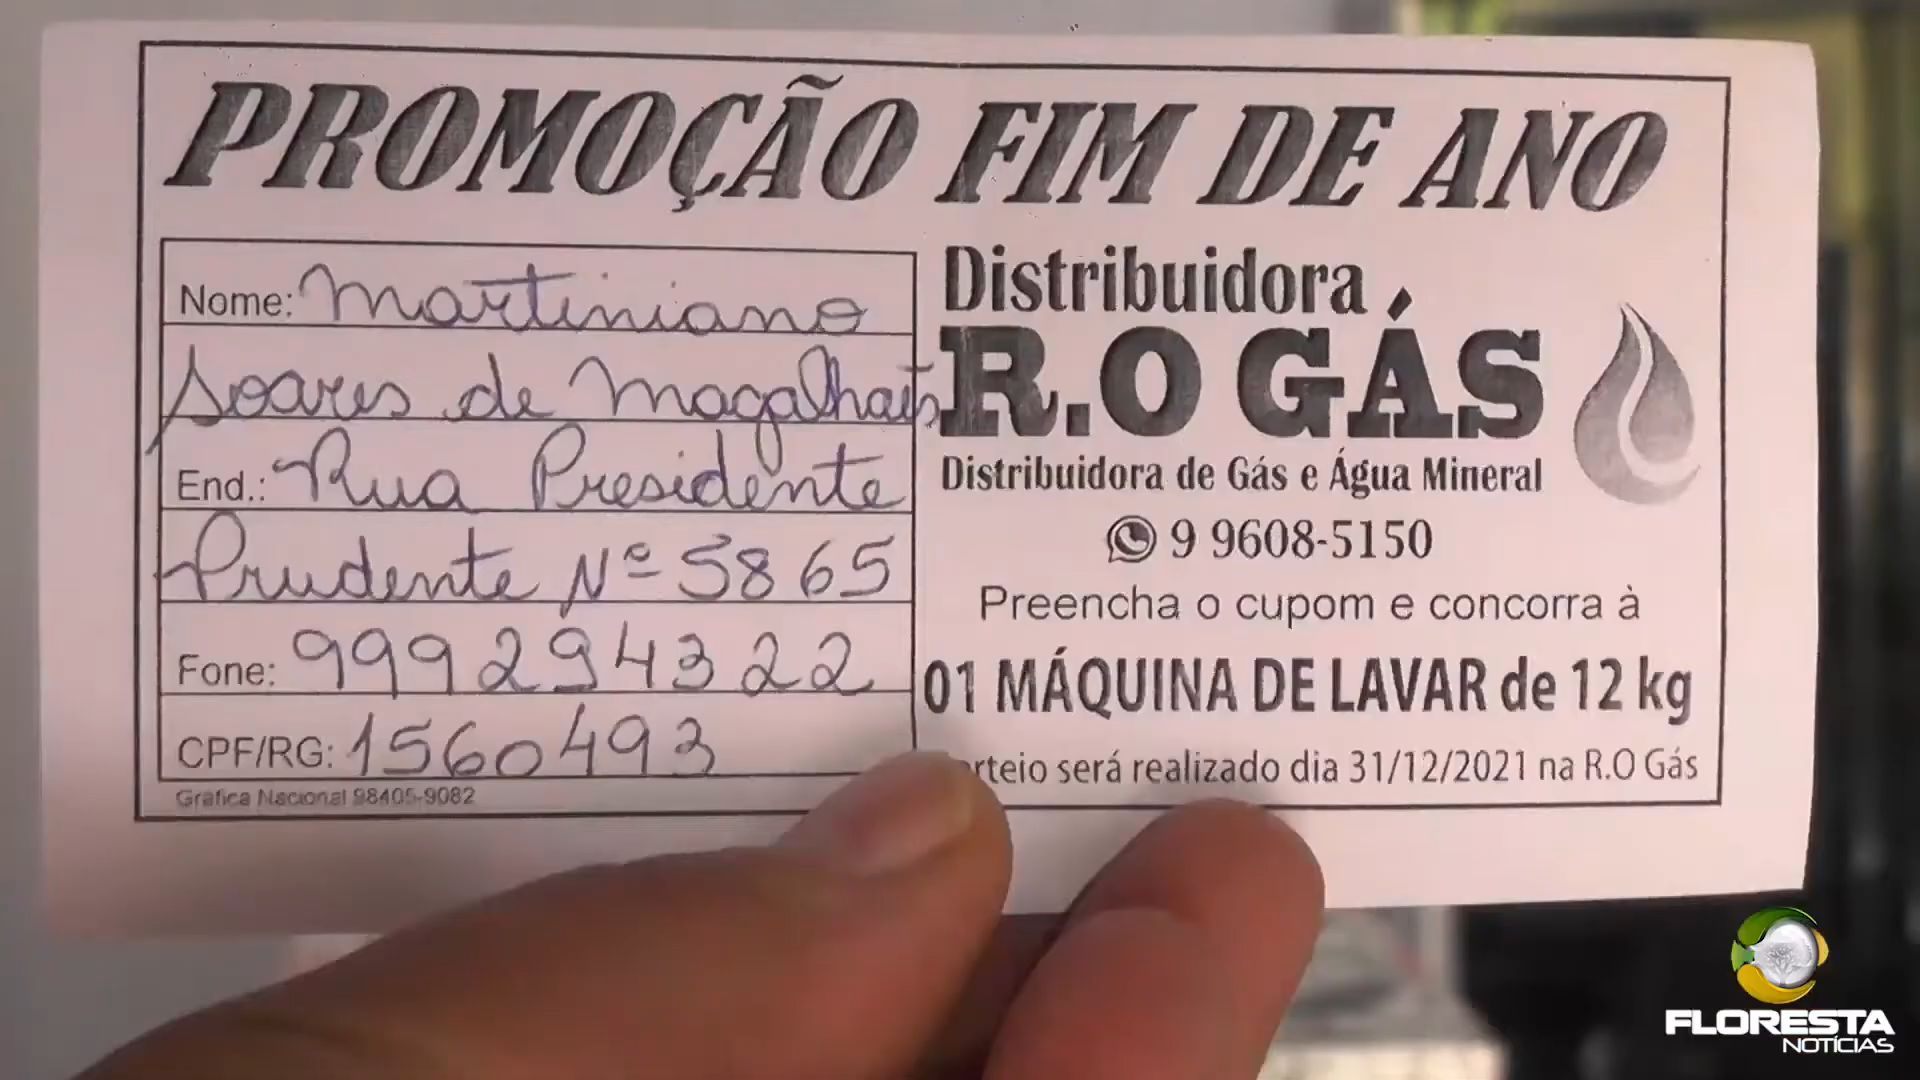 PROMOÇÃO FIM DE ANO
Nome: Martiniano
Soares de Magalhaís
End.: Rua Presidente
Prudente Nº 5865
Fone: 999294322
CPF/RG: 1560493
Gráfica Nacional 98405-9082
Distribuidora
R.O GÁS
Distribuidora de Gás e Água Mineral
9 9608-5150
Preencha o cupom e concorra à
01 MÁQUINA DE LAVAR de 12 kg
rteio será realizado dia 31/12/2021 na R.O Gás
FLORESTA
NOTÍCIAS